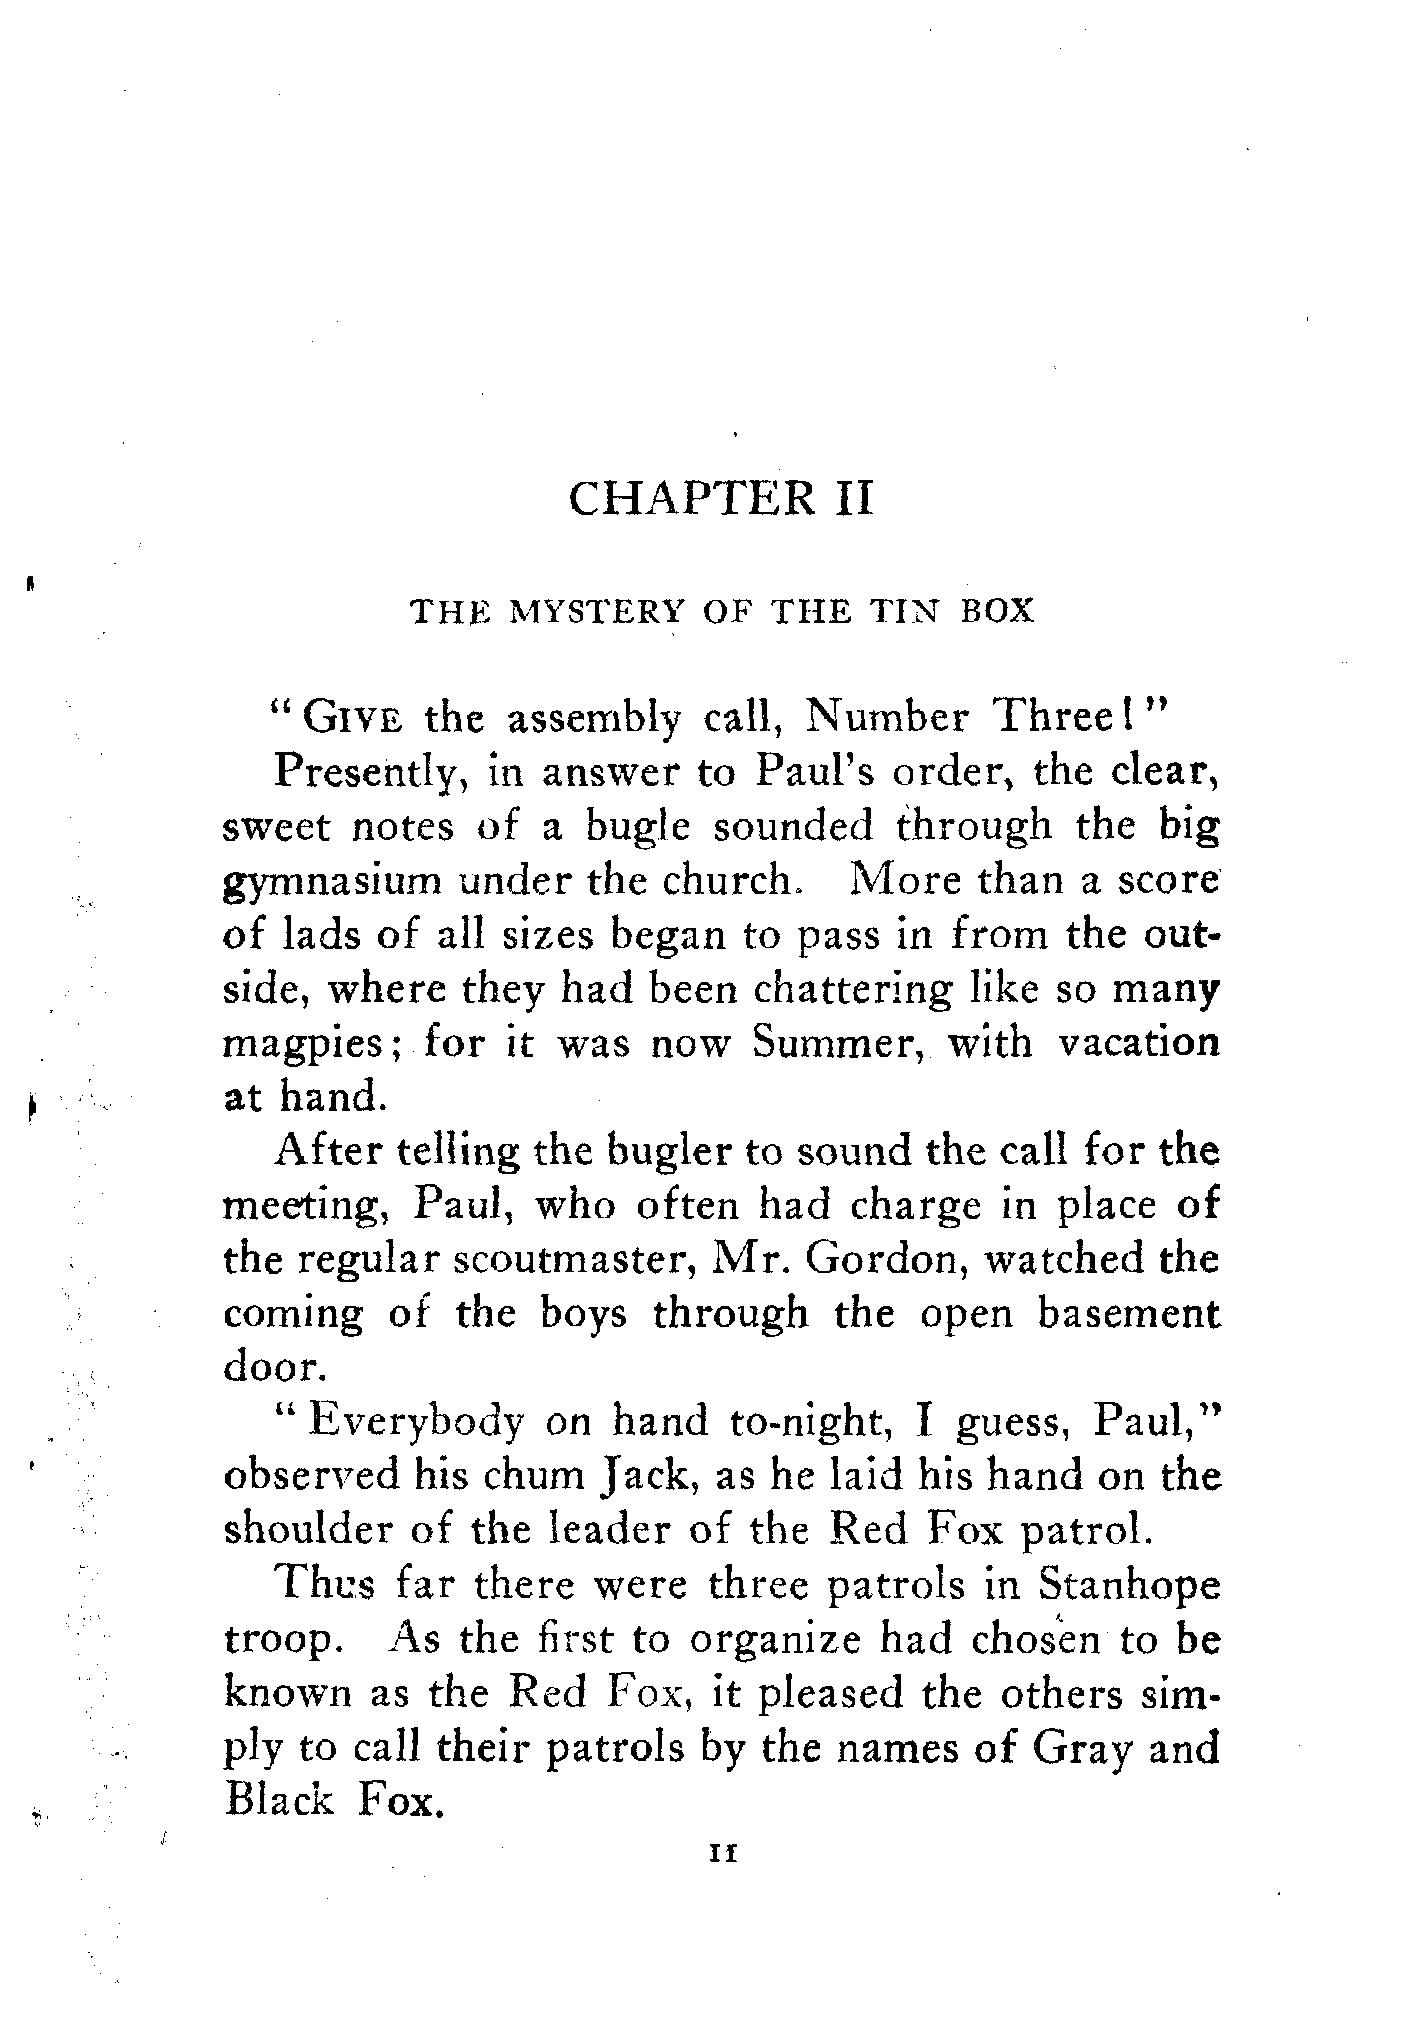 CHAPTER II
THE MYSTERY OF THE TIN BOX
“GIVE the assembly call, Number Three!”
Presently, in answer to Paul's order, the clear,
sweet notes of a bugle sounded through the big
gymnasium under the church. More than a score
of lads of all sizes began to pass in from the out-
side, where they had been chattering like so many
magpies; for it was now Summer, with vacation
at hand.
After telling the bugler to sound the call for the
meeting, Paul, who often had charge in place of
the regular scoutmaster, Mr. Gordon, watched the
coming of the boys through the open basement
door.
“Everybody on hand to-night, I guess, Paul,”
observed his chum Jack, as he laid his hand on the
shoulder of the leader of the Red Fox patrol.
Thus far there were three patrols in Stanhope
troop. As the first to organize had chosen to be
known as the Red Fox, it pleased the others sim-
ply to call their patrols by the names of Gray and
Black Fox.
11